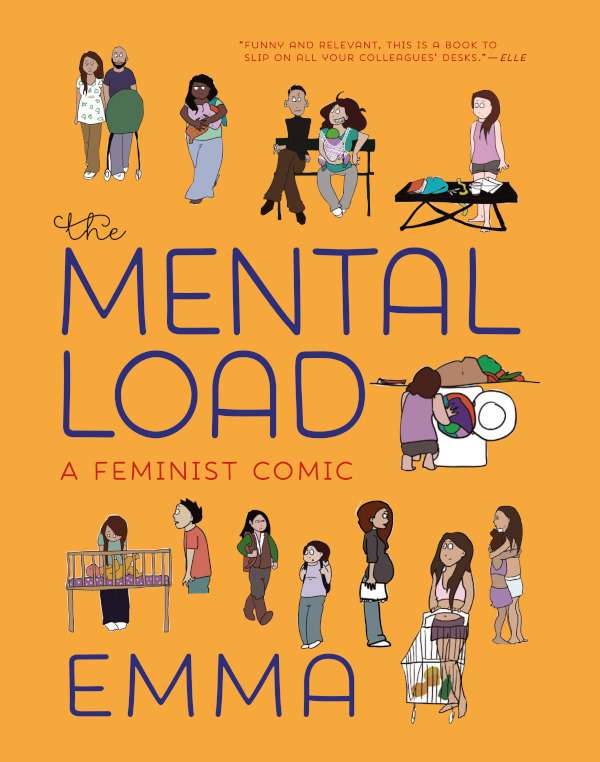 "FUNNY AND RELEVANT, THIS IS A BOOK TO
SLIP ON ALL YOUR COLLEAGUES' DESKS."—ELLE
the
MENTAL
LOAD
A FEMINIST COMIC
EMMA